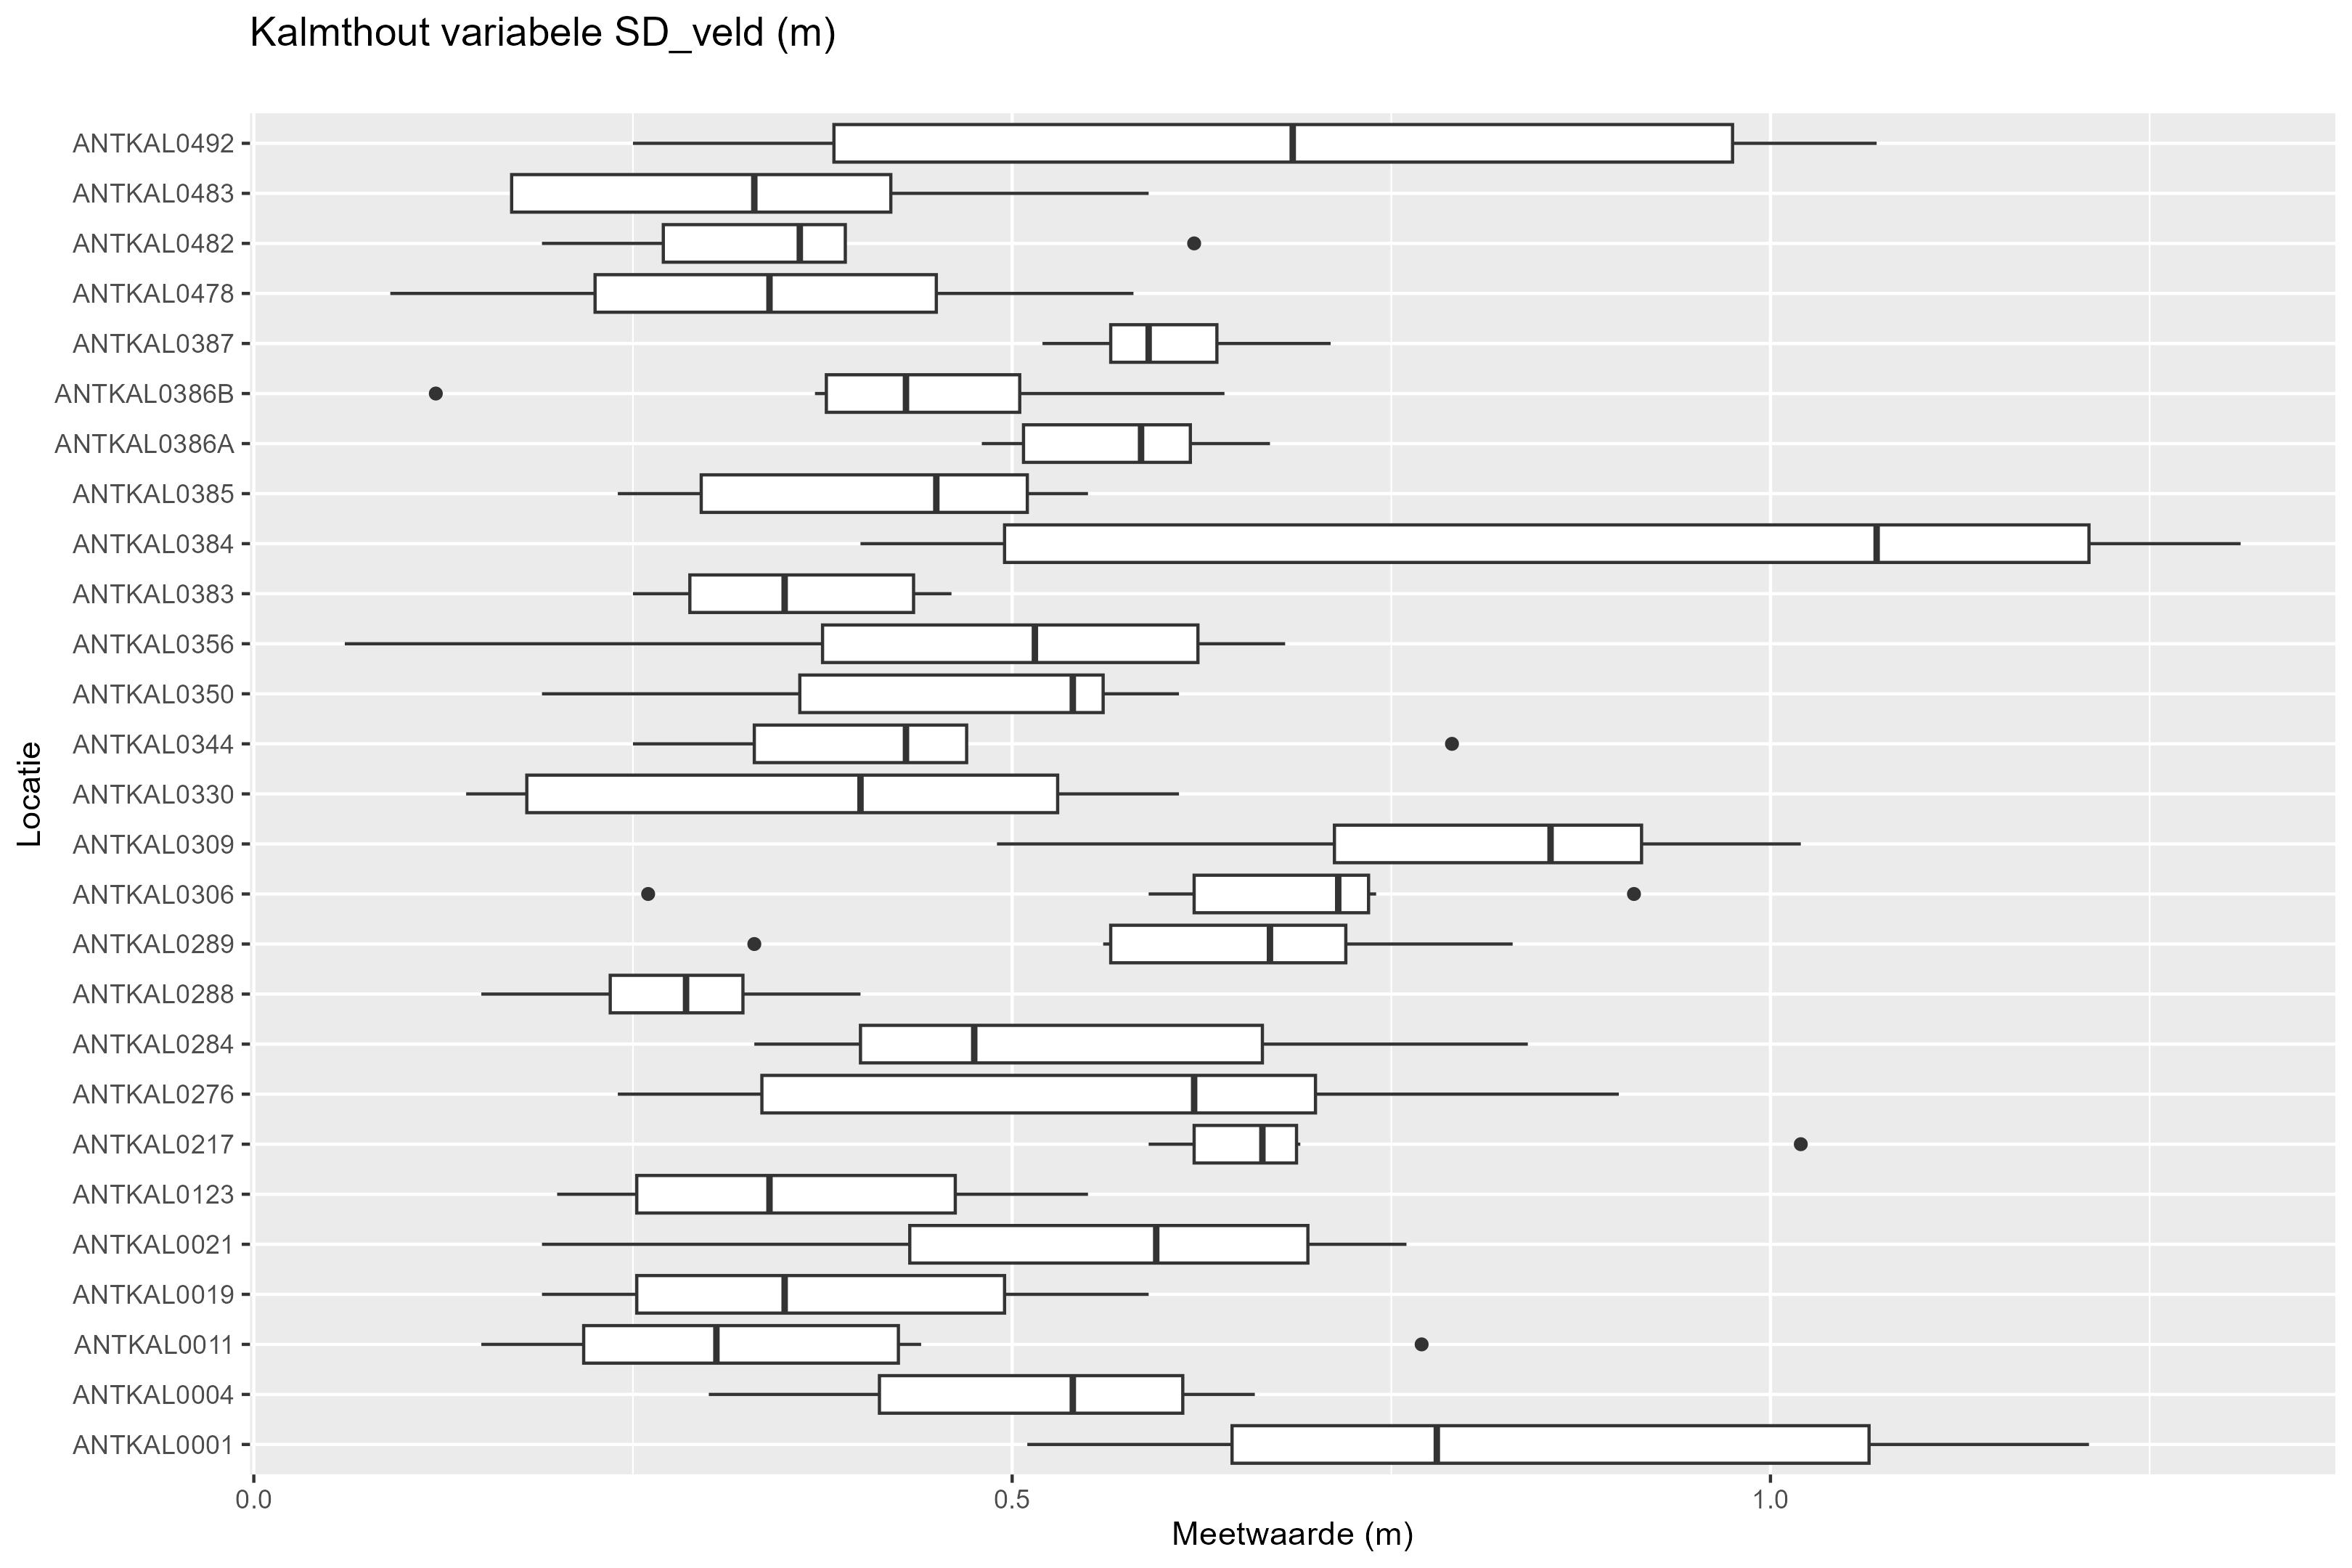 Kalmthout variabele SD_veld (m)
ANTKAL0492
ANTKAL0483
ANTKAL0482
ANTKAL0478
ANTKAL0387
ANTKAL0386B
ANTKAL0386A
ANTKAL0385
ANTKAL0384
ANTKAL0383
ANTKAL0356
ANTKAL0350
ANTKAL0344
ANTKAL0330
ANTKAL0309
ANTKAL0306
ANTKAL0289
ANTKAL0288
ANTKAL0284
ANTKAL0276
ANTKAL0217
ANTKAL0123
ANTKAL0021
ANTKAL0019
ANTKAL0011
ANTKAL0004
ANTKAL0001
Locatie
0.0 0.5 1.0
Meetwaarde (m)